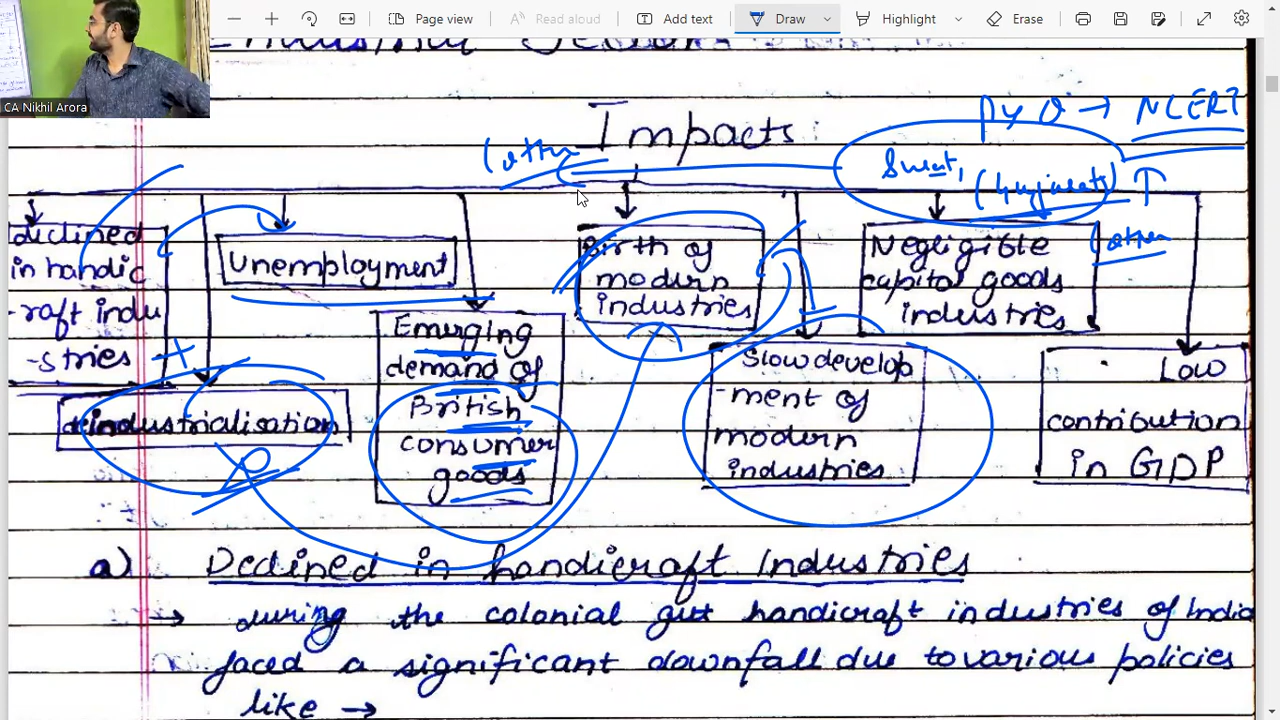 Page view
Read aloud
Add text
Draw
Highlight
Erase
CA Nikhil Arora
PYQ → NCERT
Impacts :
Surat,
(Gujarat) ↑
declined
in handic
-raft indu
-stries
Unemployment
Birth of
modern
industries
Negligible
capital goods
industries
deindustrialisation
Emerging
demand of
British
consumer
goods
Slow develop
-ment of
modern
industries
Low
contribution
in GDP
a) Declined in handicraft Industries
→ during the colonial gvt handicraft industries of India
faced a significant downfall due to various policies
like →